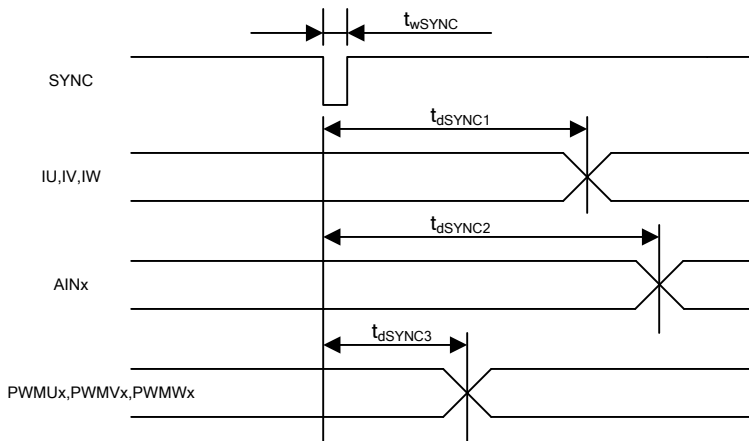 twSYNC
SYNC
tdSYNC1
IU,IV,IW
tdSYNC2
AINx
tdSYNC3
PWMUx,PWMVx,PWMWx